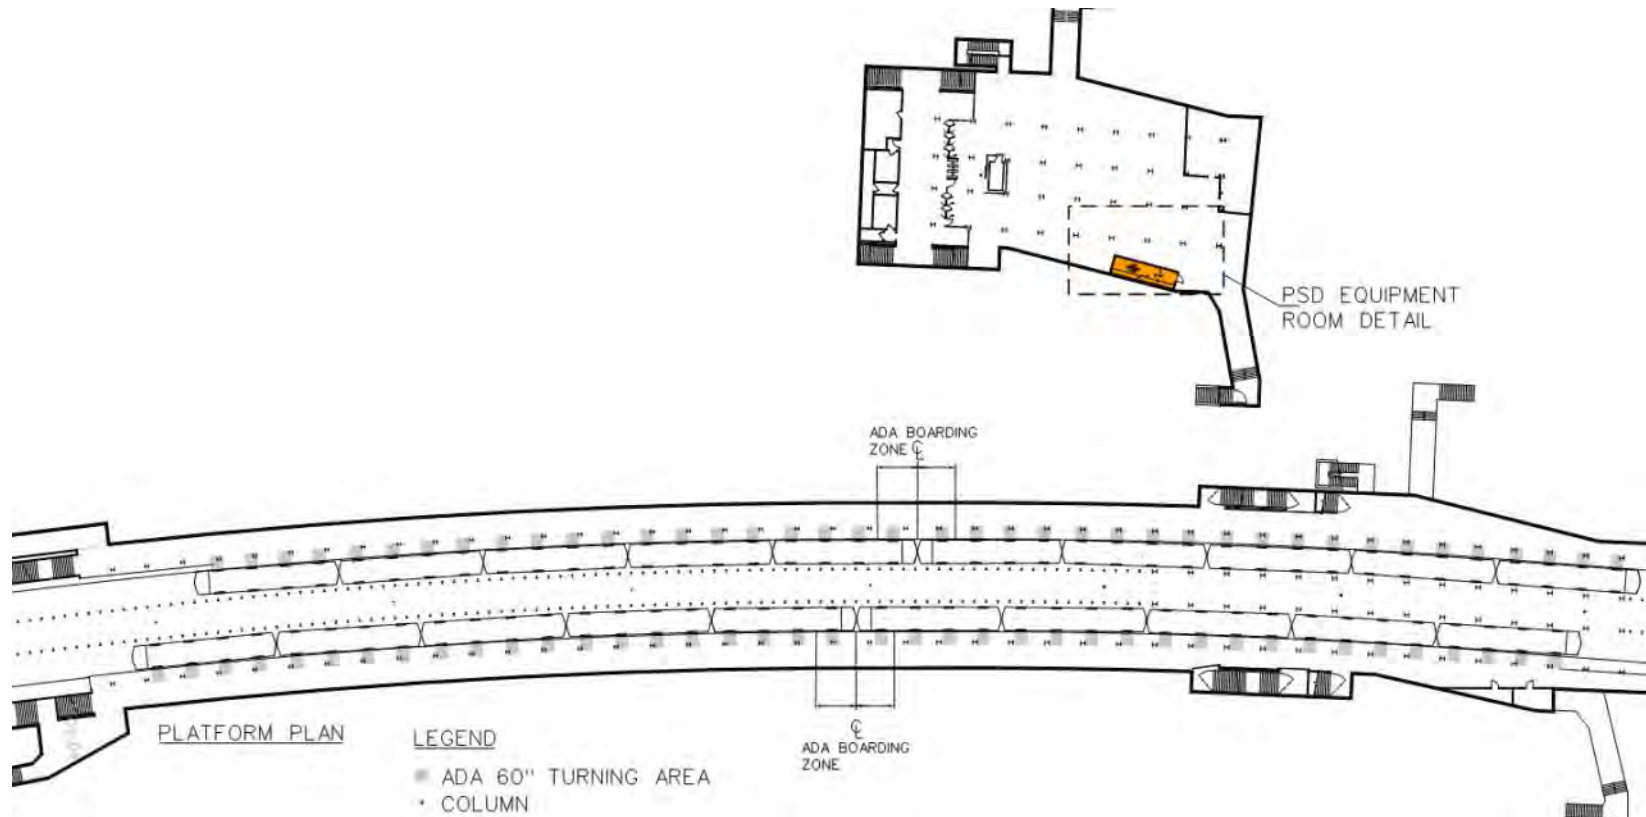 PSD EQUIPMENT
ROOM DETAIL
ADA BOARDING
ZONE ℄
℄
ADA BOARDING
ZONE
PLATFORM PLAN
LEGEND
ADA 60" TURNING AREA
COLUMN